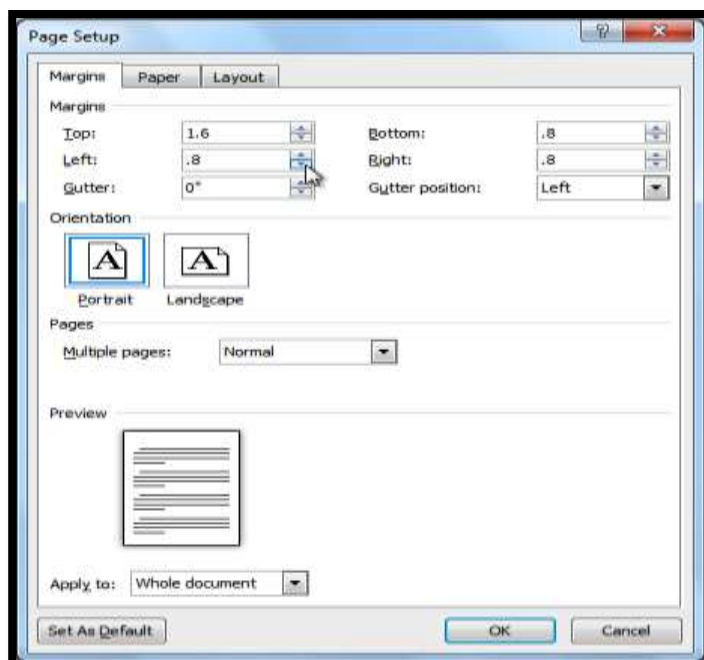 Page Setup
Margins Paper Layout
Margins
Top: 1.6 Bottom: .8
Left: .8 Right: .8
Gutter: 0" Gutter position: Left
Orientation
A A
Portrait Landscape
Pages
Multiple pages: Normal
Preview
Apply to: Whole document
Set As Default OK Cancel